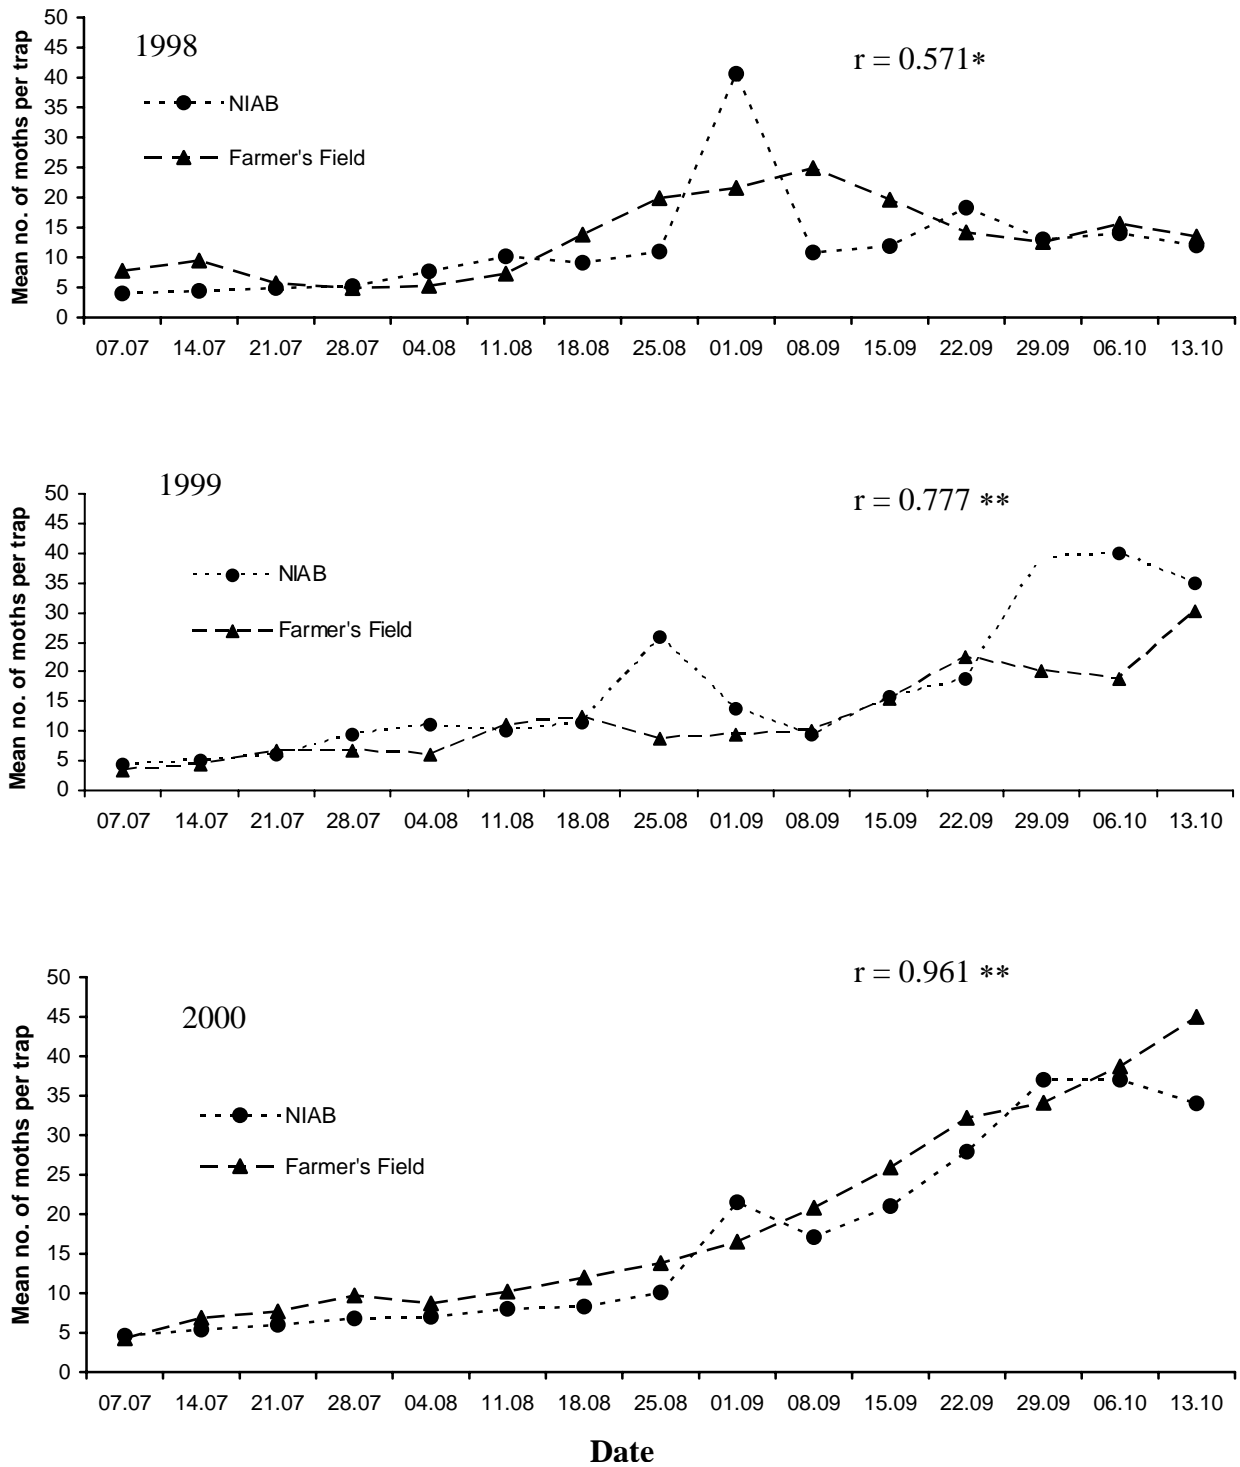 1998
r = 0.571*
NIAB
Farmer's Field
Mean no. of moths per trap
50
45
40
35
30
25
20
15
10
5
0
07.07 14.07 21.07 28.07 04.08 11.08 18.08 25.08 01.09 08.09 15.09 22.09 29.09 06.10 13.10
1999
r = 0.777 **
NIAB
Farmer's Field
Mean no. of moths per trap
50
45
40
35
30
25
20
15
10
5
0
07.07 14.07 21.07 28.07 04.08 11.08 18.08 25.08 01.09 08.09 15.09 22.09 29.09 06.10 13.10
r = 0.961 **
2000
NIAB
Farmer's Field
Mean no. of moths per trap
50
45
40
35
30
25
20
15
10
5
0
07.07 14.07 21.07 28.07 04.08 11.08 18.08 25.08 01.09 08.09 15.09 22.09 29.09 06.10 13.10
Date